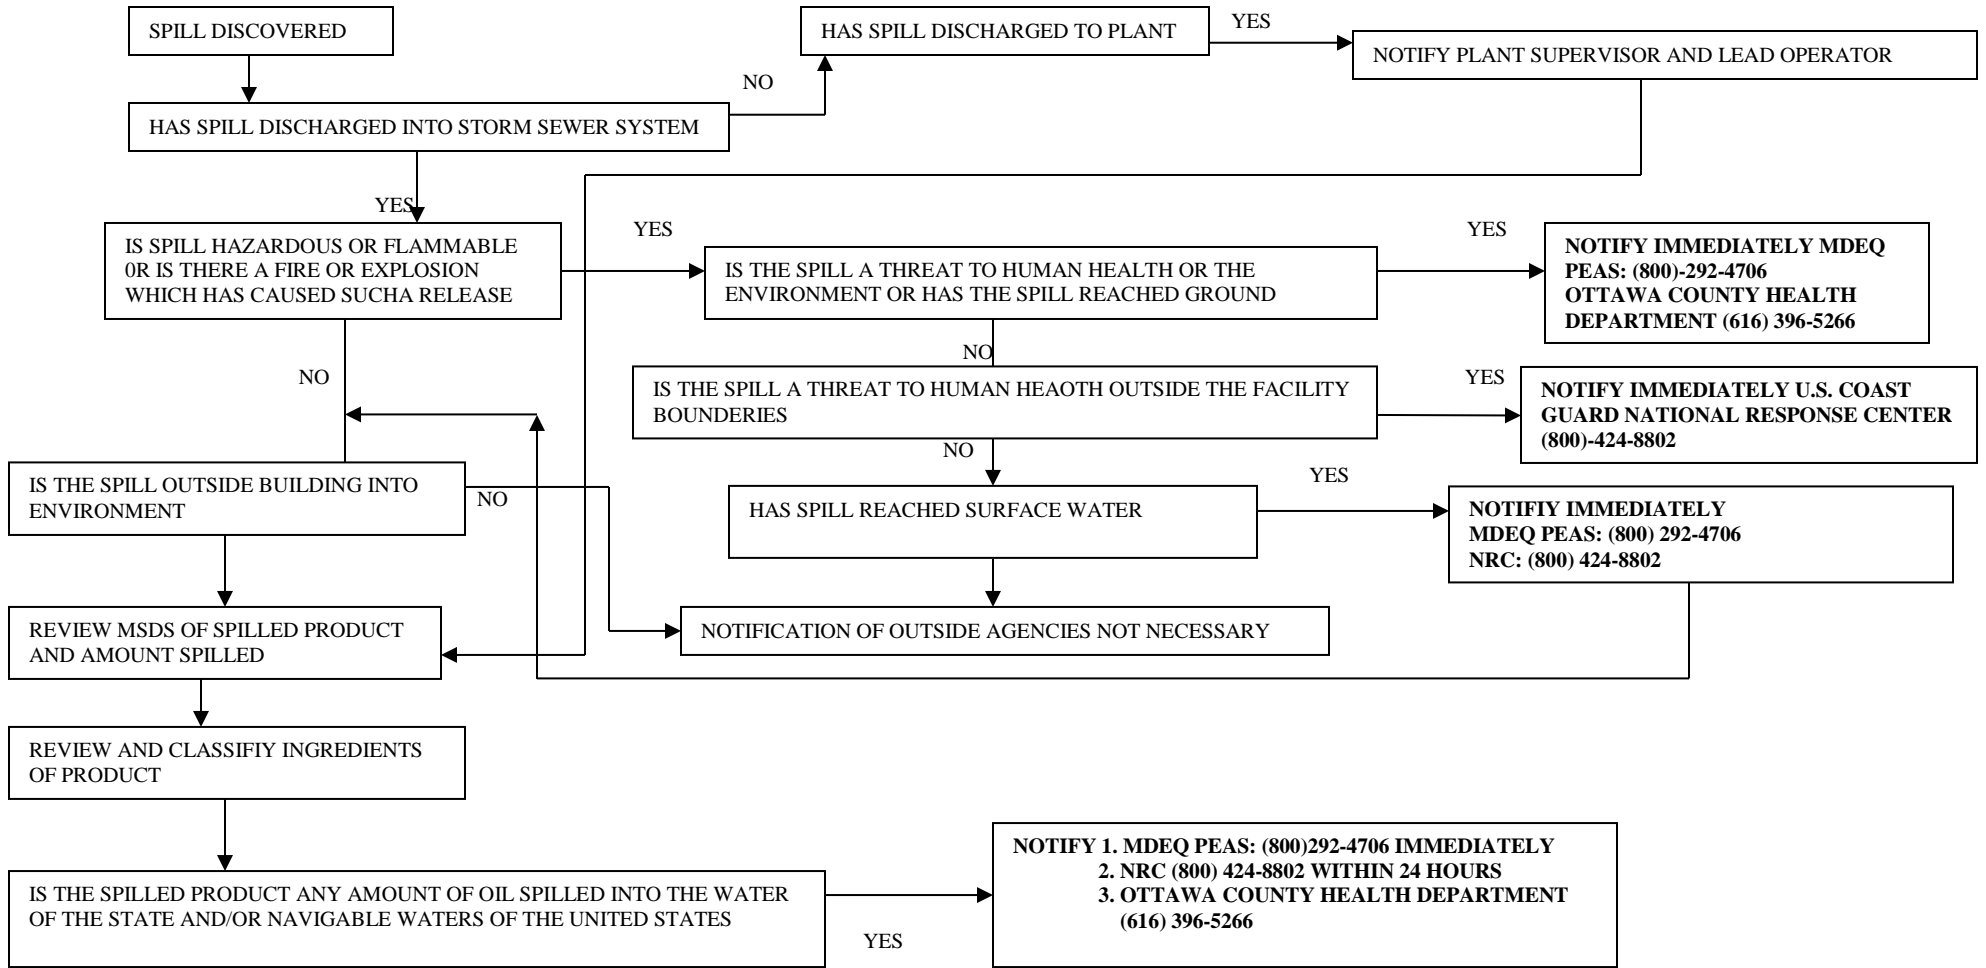 SPILL DISCOVERED
HAS SPILL DISCHARGED TO PLANT
YES
NOTIFY PLANT SUPERVISOR AND LEAD OPERATOR
NO
HAS SPILL DISCHARGED INTO STORM SEWER SYSTEM
YES
IS SPILL HAZARDOUS OR FLAMMABLE
0R IS THERE A FIRE OR EXPLOSION
WHICH HAS CAUSED SUCHA RELEASE
YES
IS THE SPILL A THREAT TO HUMAN HEALTH OR THE
ENVIRONMENT OR HAS THE SPILL REACHED GROUND
YES
NOTIFY IMMEDIATELY MDEQ
PEAS: (800)-292-4706
OTTAWA COUNTY HEALTH
DEPARTMENT (616) 396-5266
NO
NO
IS THE SPILL A THREAT TO HUMAN HEAOTH OUTSIDE THE FACILITY
BOUNDERIES
YES
NOTIFY IMMEDIATELY U.S. COAST
GUARD NATIONAL RESPONSE CENTER
(800)-424-8802
NO
IS THE SPILL OUTSIDE BUILDING INTO
ENVIRONMENT
NO
HAS SPILL REACHED SURFACE WATER
YES
NOTIFIY IMMEDIATELY
MDEQ PEAS: (800) 292-4706
NRC: (800) 424-8802
REVIEW MSDS OF SPILLED PRODUCT
AND AMOUNT SPILLED
NOTIFICATION OF OUTSIDE AGENCIES NOT NECESSARY
REVIEW AND CLASSIFIY INGREDIENTS
OF PRODUCT
IS THE SPILLED PRODUCT ANY AMOUNT OF OIL SPILLED INTO THE WATER
OF THE STATE AND/OR NAVIGABLE WATERS OF THE UNITED STATES
YES
NOTIFY 1. MDEQ PEAS: (800)292-4706 IMMEDIATELY
2. NRC (800) 424-8802 WITHIN 24 HOURS
3. OTTAWA COUNTY HEALTH DEPARTMENT
(616) 396-5266